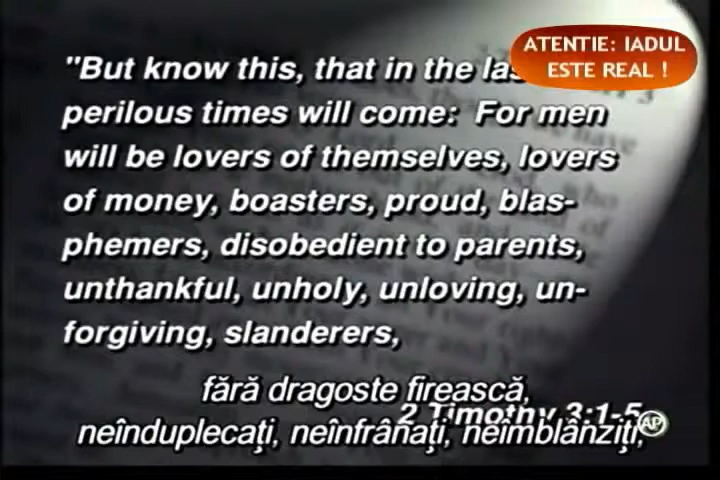 ATENTIE: IADUL
ESTE REAL !
"But know this, that in the
perilous times will come: For men
will be lovers of themselves, lovers
of money, boasters, proud, blas-
phemers, disobedient to parents,
unthankful, unholy, unloving, un-
forgiving, slanderers,
fără dragoste firească,
2 Timothy 3:1-5
neînduplecaţi, neînfrânaţi, neîmblânziţi,
AP